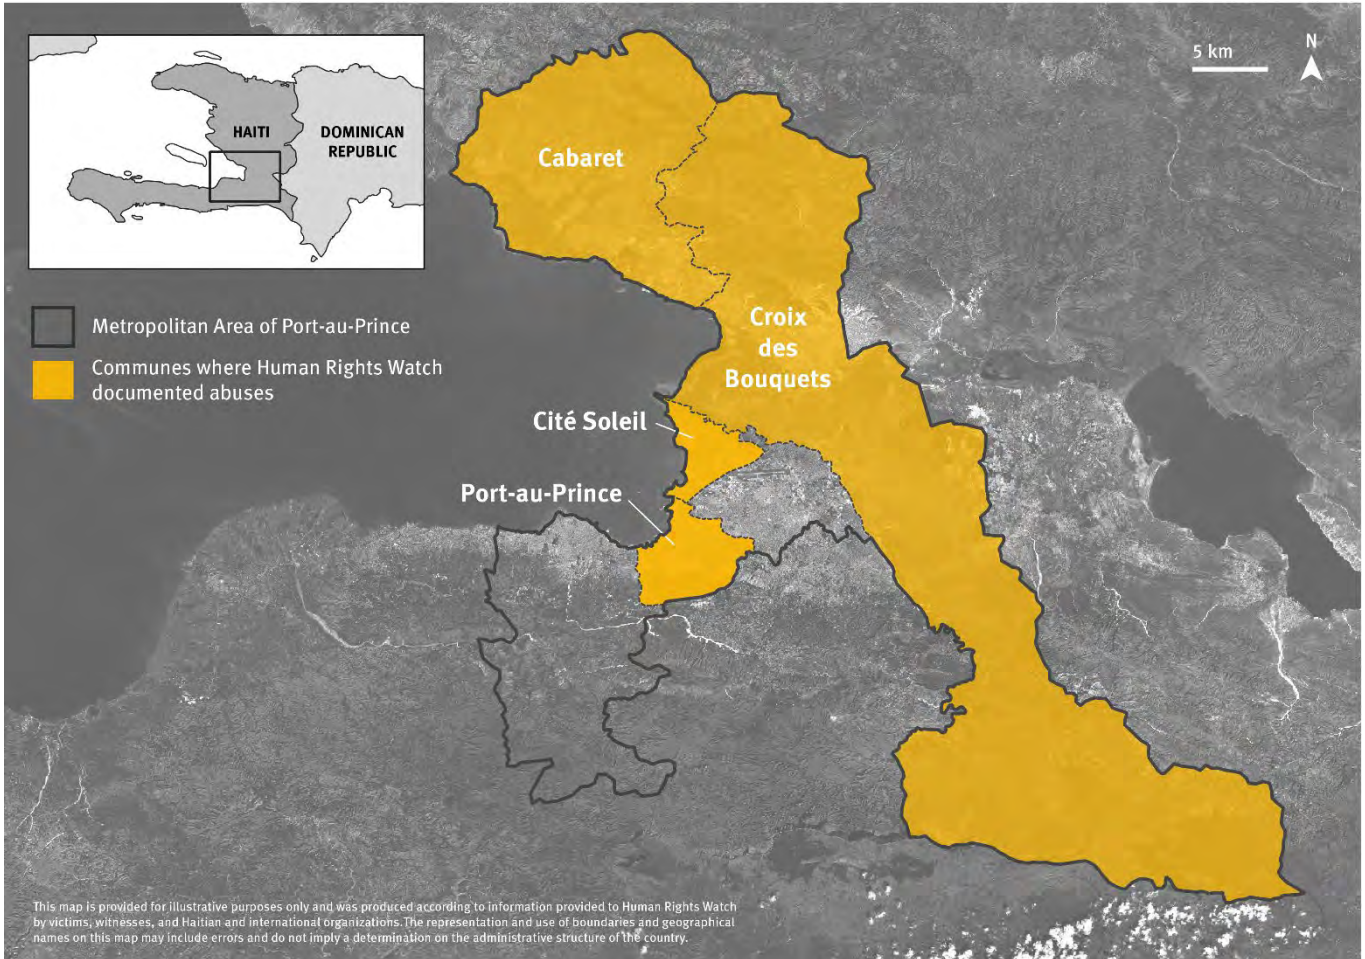 5 km
N
HAITI
DOMINICAN
REPUBLIC
Cabaret
Metropolitan Area of Port-au-Prince
Communes where Human Rights Watch
documented abuses
Croix
des
Bouquets
Cité Soleil
Port-au-Prince
This map is provided for illustrative purposes only and was produced according to information provided to Human Rights Watch
by victims, witnesses, and Haitian and international organizations. The representation and use of boundaries and geographical
names on this map may include errors and do not imply a determination on the administrative structure of the country.